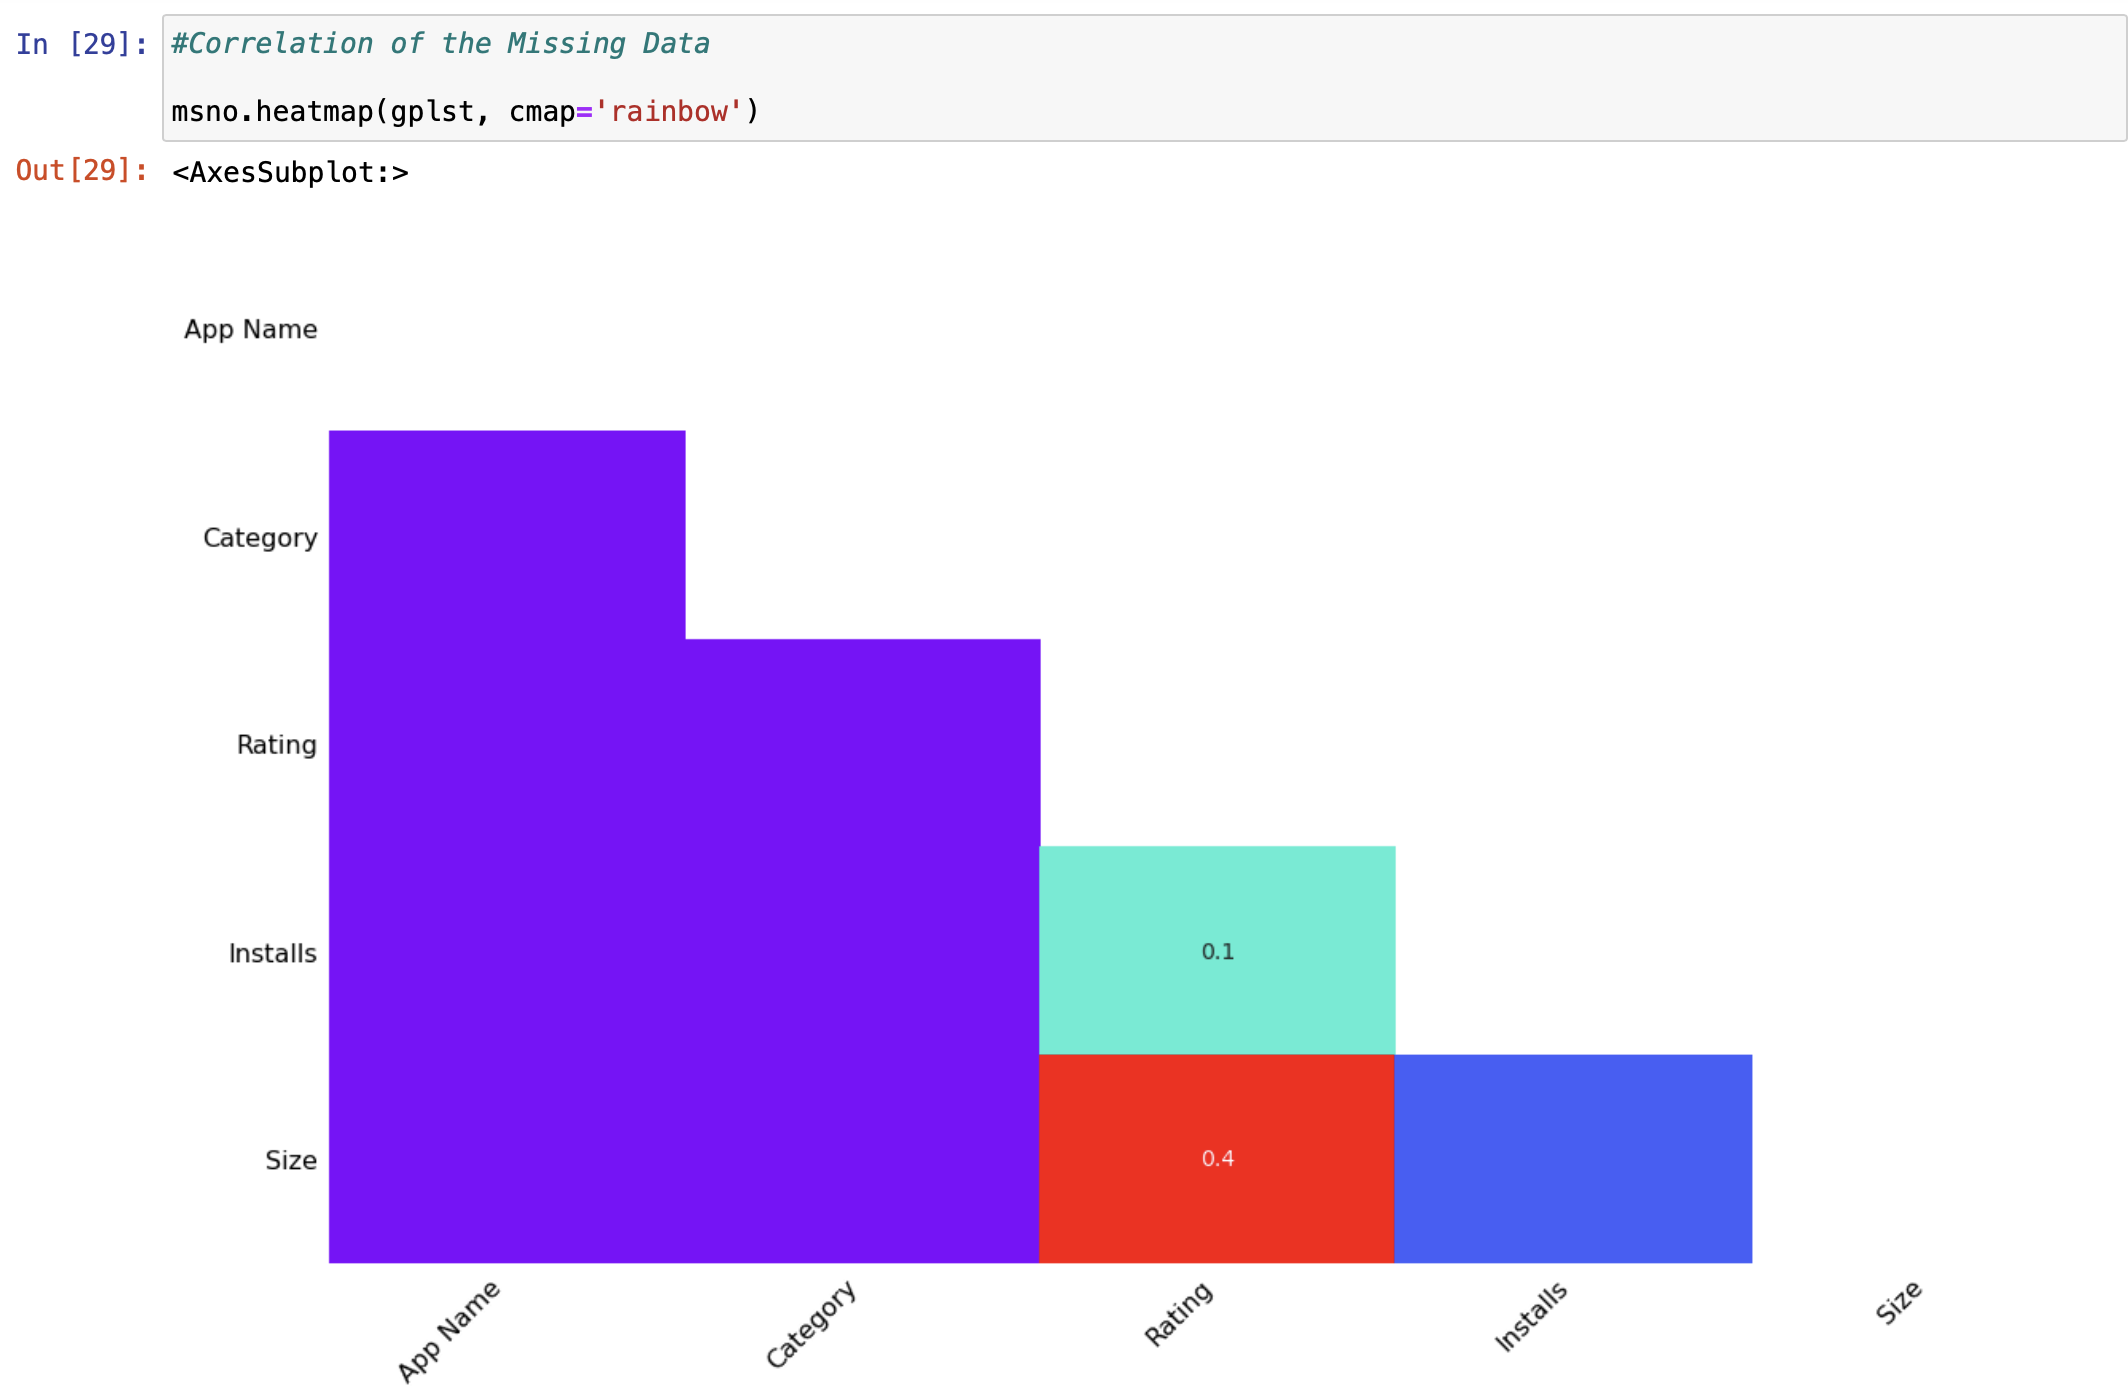 In [29]: #Correlation of the Missing Data
msno.heatmap(gplst, cmap='rainbow')
Out[29]: <AxesSubplot:>
App Name
Category
Rating
Installs
0.1
Size
0.4
App Name
Category
Rating
Installs
Size